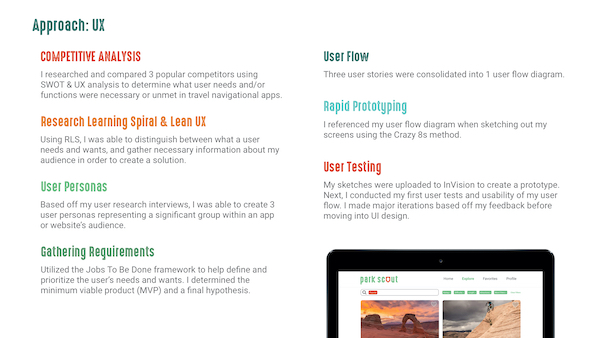 Approach: UX
COMPETITIVE ANALYSIS
I researched and compared 3 popular competitors using
SWOT & UX analysis to determine what user needs and/or
functions were necessary or unmet in travel navigational apps.
Research Learning Spiral & Lean UX
Using RLS, I was able to distinguish between what a user
needs and wants, and gather necessary information about my
audience in order to create a solution.
User Personas
Based off my user research interviews, I was able to create 3
user personas representing a significant group within an app
or website's audience.
Gathering Requirements
Utilized the Jobs To Be Done framework to help define and
prioritize the user's needs and wants. I determined the
minimum viable product (MVP) and a final hypothesis.
User Flow
Three user stories were consolidated into 1 user flow diagram.
Rapid Prototyping
I referenced my user flow diagram when sketching out my
screens using the Crazy 8s method.
User Testing
My sketches were uploaded to InVision to create a prototype.
Next, I conducted my first user tests and usability of my user
flow. I made major iterations based off my feedback before
moving into UI design.
park scout
Home Explore Favorites Profile